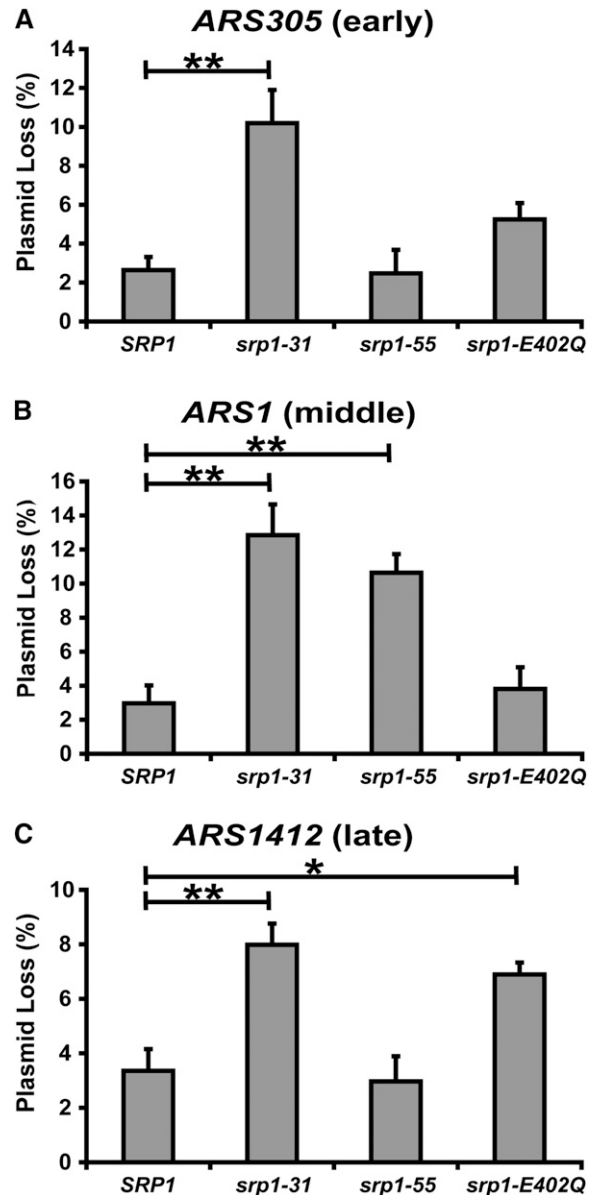 A
ARS305 (early)
**
Plasmid Loss (%)
14
12
10
8
6
4
2
0
SRP1 srp1-31 srp1-55 srp1-E402Q
B
ARS1 (middle)
**
**
Plasmid Loss (%)
16
14
12
10
8
6
4
2
0
SRP1 srp1-31 srp1-55 srp1-E402Q
C
ARS1412 (late)
*
**
Plasmid Loss (%)
10
8
6
4
2
0
SRP1 srp1-31 srp1-55 srp1-E402Q